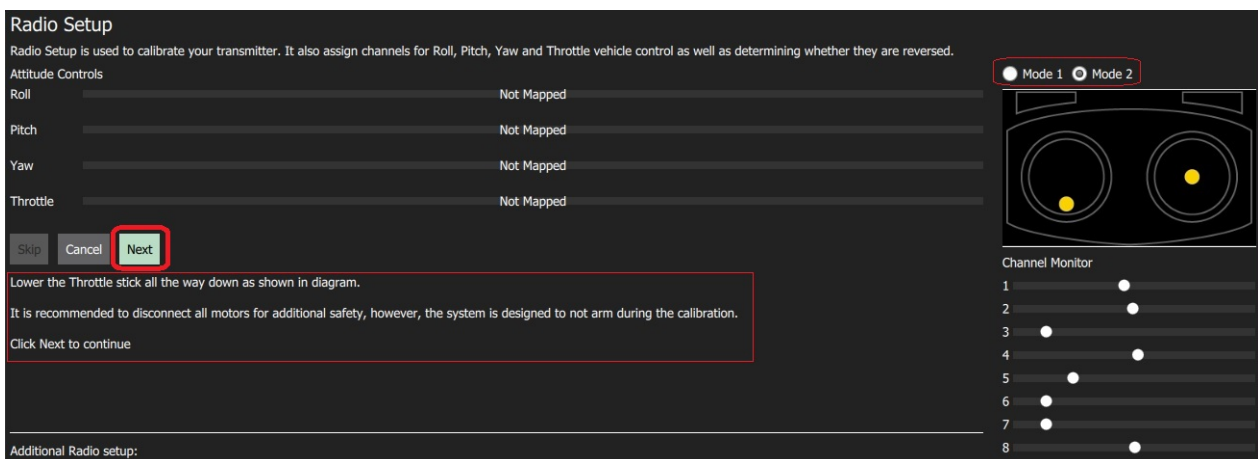 Radio Setup
Radio Setup is used to calibrate your transmitter. It also assign channels for Roll, Pitch, Yaw and Throttle vehicle control as well as determining whether they are reversed.
Attitude Controls
Roll Not Mapped
Pitch Not Mapped
Yaw Not Mapped
Throttle Not Mapped
Skip Cancel Next
Lower the Throttle stick all the way down as shown in diagram.
It is recommended to disconnect all motors for additional safety, however, the system is designed to not arm during the calibration.
Click Next to continue
Additional Radio setup:
Mode 1 Mode 2
Channel Monitor
1
2
3
4
5
6
7
8